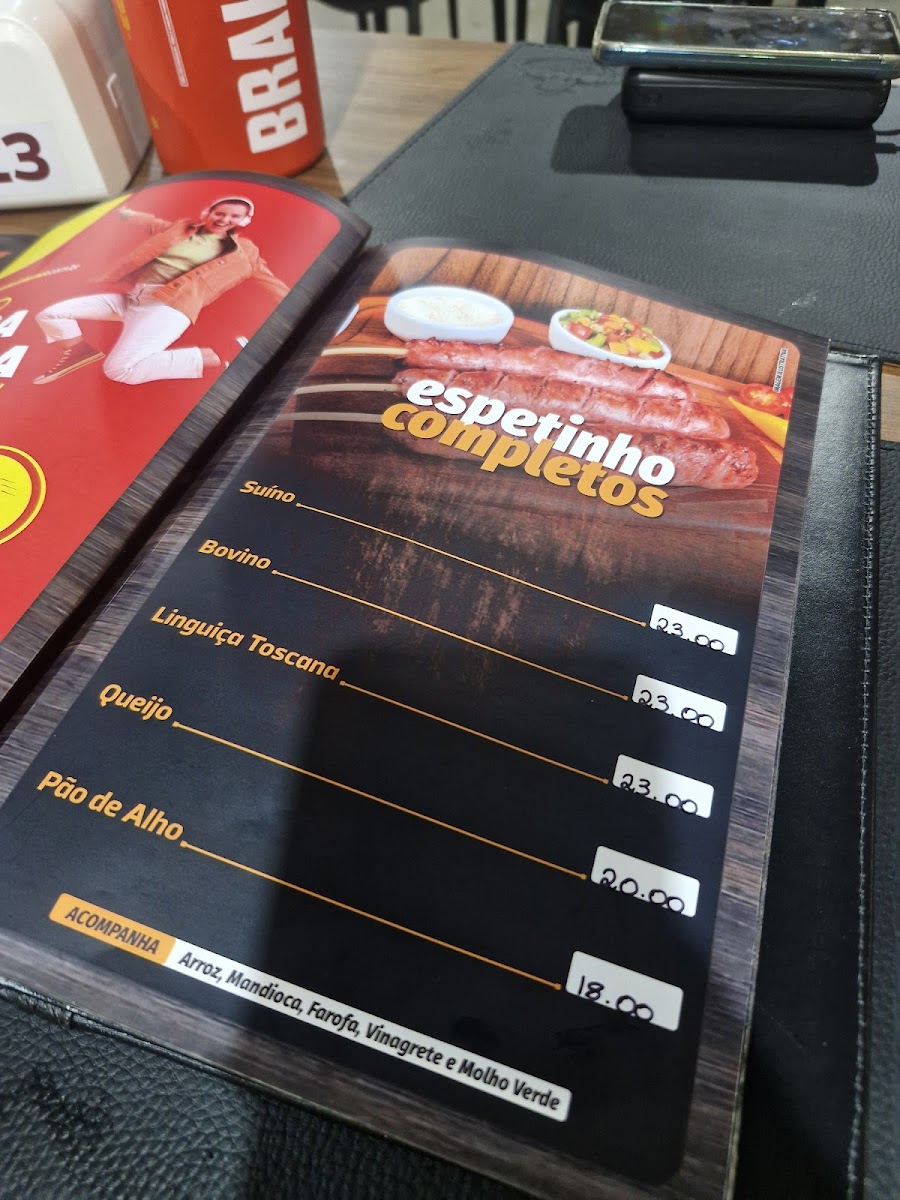 13
BRA
espetinho
completos
Suíno 23.00
Bovino 23.00
Linguiça Toscana 23.00
Queijo 20.00
Pão de Alho 18.00
ACOMPANHA Arroz, Mandioca, Farofa, Vinagrete e Molho Verde